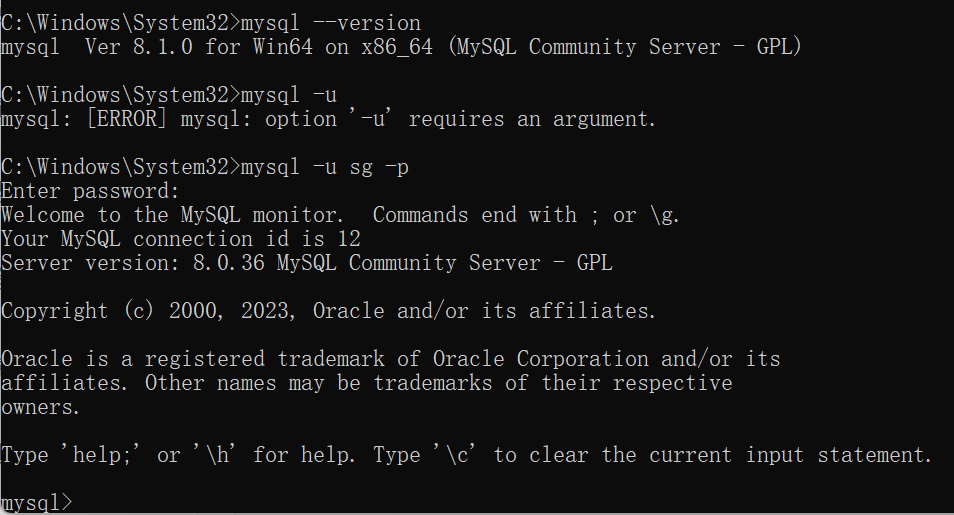 C:\Windows\System32>mysql --version
mysql  Ver 8.1.0 for Win64 on x86_64 (MySQL Community Server - GPL)
C:\Windows\System32>mysql -u
mysql: [ERROR] mysql: option '-u' requires an argument.
C:\Windows\System32>mysql -u sg -p
Enter password:
Welcome to the MySQL monitor.  Commands end with ; or \g.
Your MySQL connection id is 12
Server version: 8.0.36 MySQL Community Server - GPL
Copyright (c) 2000, 2023, Oracle and/or its affiliates.
Oracle is a registered trademark of Oracle Corporation and/or its
affiliates. Other names may be trademarks of their respective
owners.
Type 'help;' or '\h' for help. Type '\c' to clear the current input statement.
mysql>